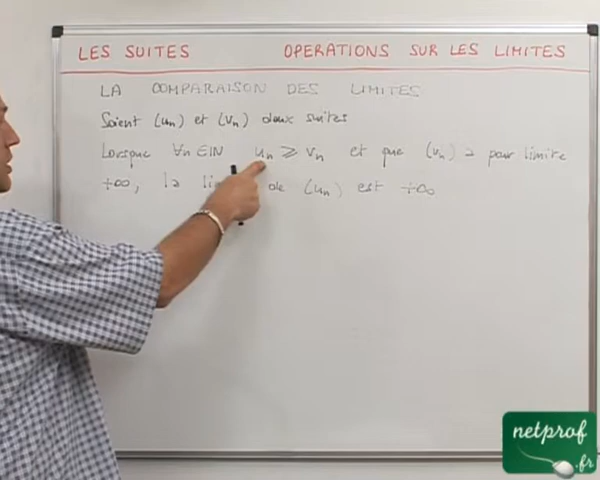 LES SUITES OPERATIONS SUR LES LIMITES
LA COMPARAISON DES LIMITES
Soient (un) et (vn) deux suites
Lorsque ∀n ∈ IN un ⩾ vn et que (vn) a pour limite
+∞, la de (un) est +∞
netprof
.fr